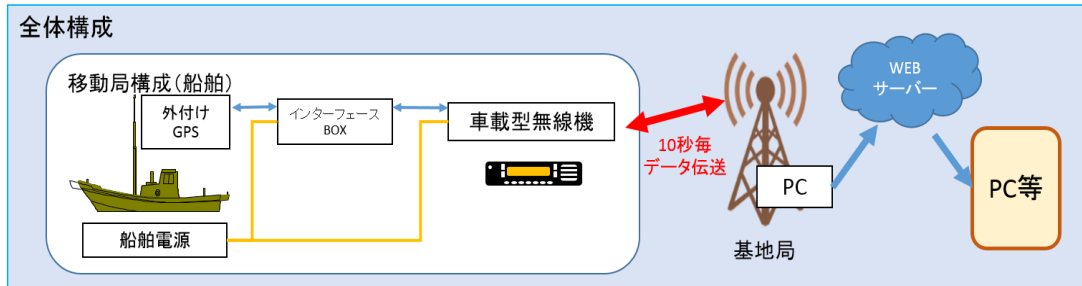 全体構成
移動局構成(船舶)
外付け
GPS
インターフェース
BOX
車載型無線機
船舶電源
10秒毎
データ伝送
PC
基地局
WEB
サーバー
PC等